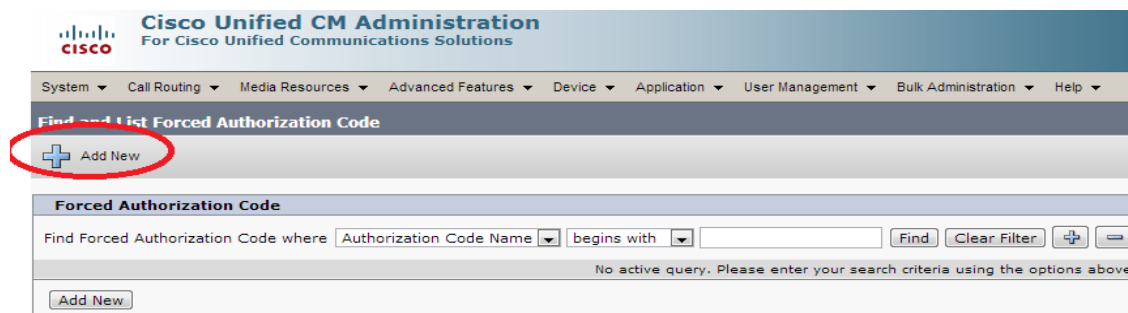 Cisco Unified CM Administration
CISCO
For Cisco Unified Communications Solutions
System Call Routing Media Resources Advanced Features Device Application User Management Bulk Administration Help
Find and List Forced Authorization Code
Add New
Forced Authorization Code
Find Forced Authorization Code where Authorization Code Name begins with Find Clear Filter
No active query. Please enter your search criteria using the options above
Add New